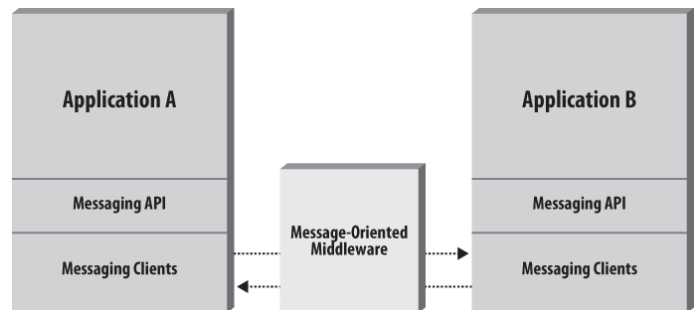 Application A
Messaging API
Messaging Clients
Message-Oriented
Middleware
Application B
Messaging API
Messaging Clients